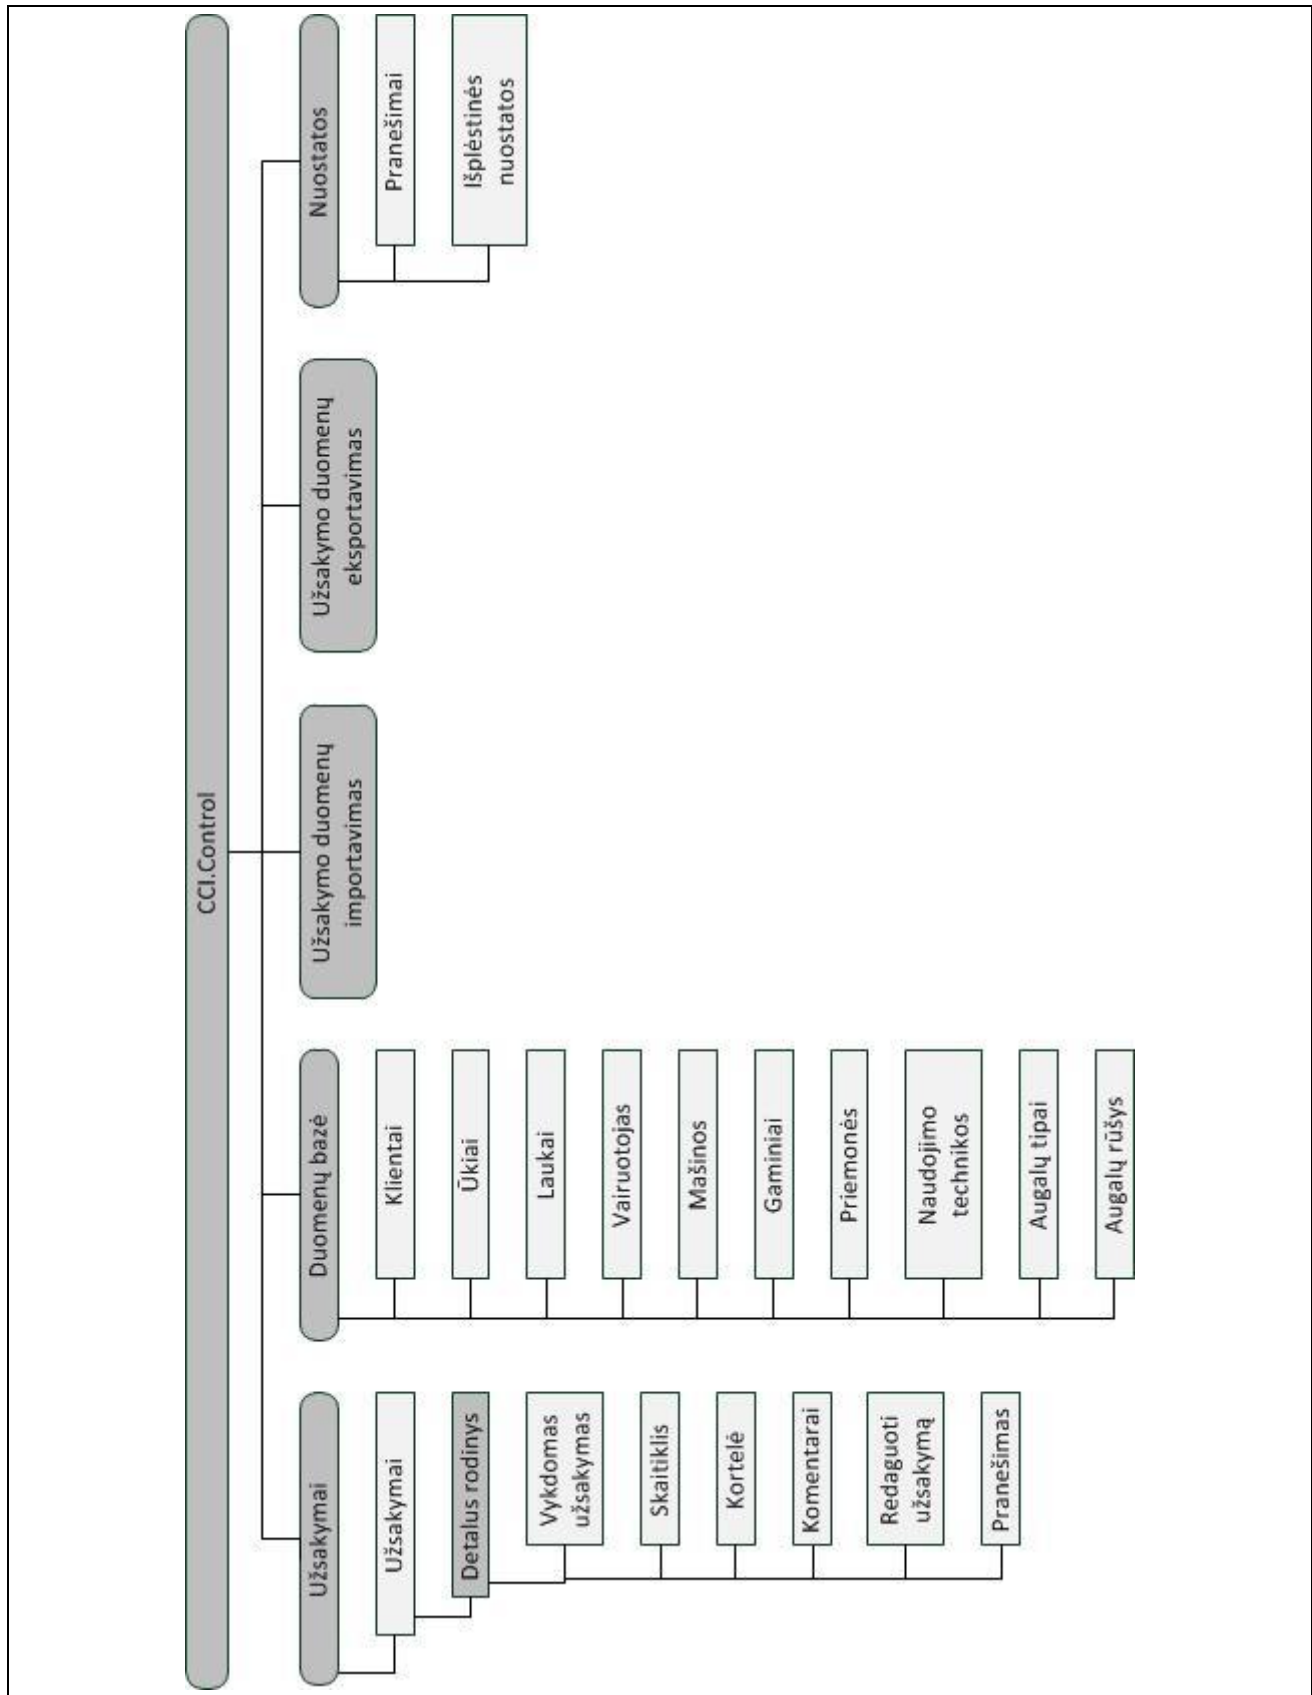 CCI.Control
Užsakymai
Užsakymai
Detalus rodinys
Vykdomas
užsakymas
Skaitiklis
Kortelė
Komentarai
Redaguoti
užsakymą
Pranešimas
Duomenų bazė
Klientai
Ūkiai
Laukai
Vairuotojas
Mašinos
Gaminiai
Priemonės
Naudojimo
technikos
Augalų tipai
Augalų rūšys
Užsakymo duomenų
importavimas
Užsakymo duomenų
eksportavimas
Nuostatos
Pranešimai
Išplėstinės
nuostatos